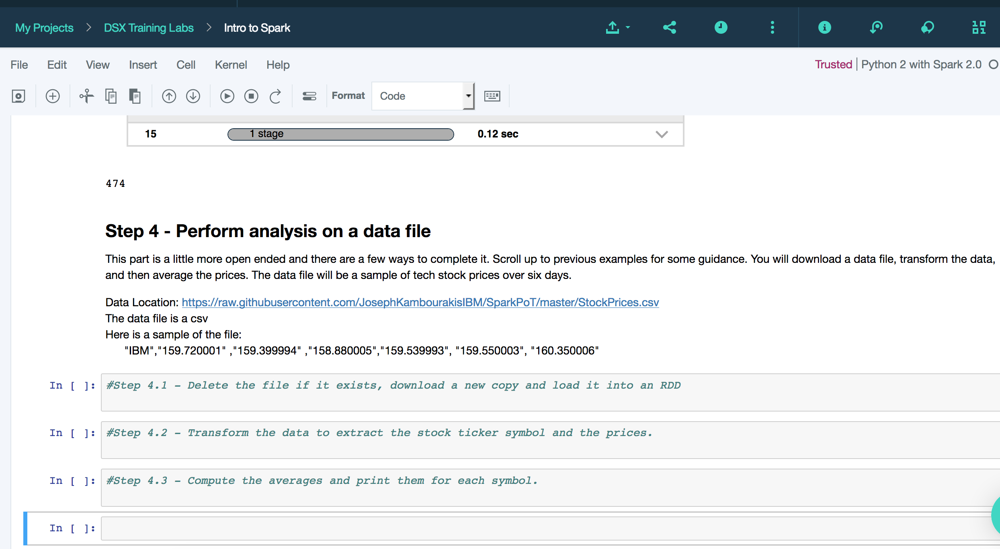 My Projects > DSX Training Labs > Intro to Spark
File Edit View Insert Cell Kernel Help Trusted | Python 2 with Spark 2.0
Format Code
15 1 stage 0.12 sec
474
Step 4 - Perform analysis on a data file
This part is a little more open ended and there are a few ways to complete it. Scroll up to previous examples for some guidance. You will download a data file, transform the data,
and then average the prices. The data file will be a sample of tech stock prices over six days.
Data Location: https://raw.githubusercontent.com/JosephKambourakisIBM/SparkPoT/master/StockPrices.csv
The data file is a csv
Here is a sample of the file:
"IBM","159.720001" ,"159.399994" ,"158.880005","159.539993", "159.550003", "160.350006"
In [ ]: #Step 4.1 - Delete the file if it exists, download a new copy and load it into an RDD
In [ ]: #Step 4.2 - Transform the data to extract the stock ticker symbol and the prices.
In [ ]: #Step 4.3 - Compute the averages and print them for each symbol.
In [ ]: